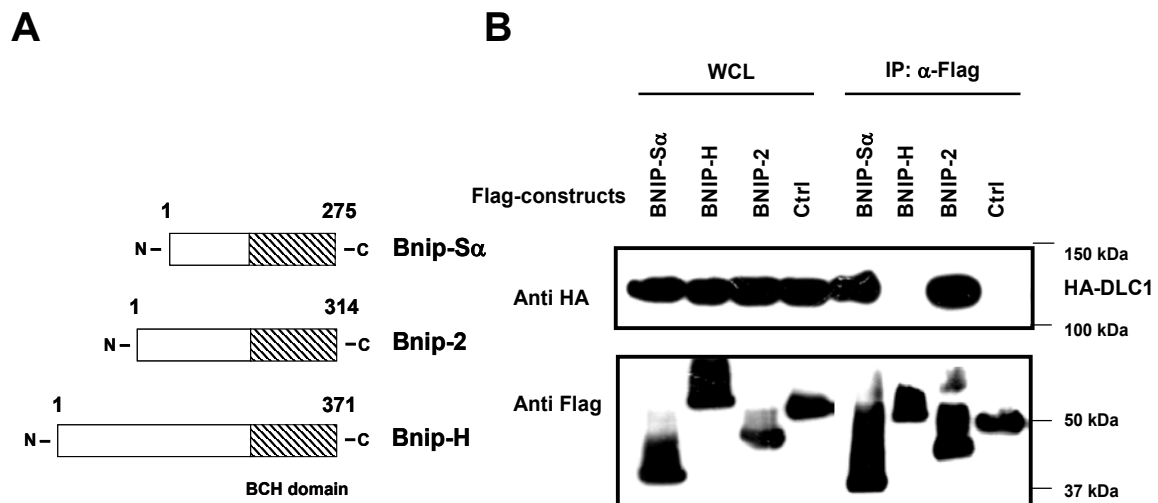 A
1 275
N – – C Bnip-Sα
1 314
N – – C Bnip-2
1 371
N – – C Bnip-H
BCH domain
B
WCL IP: α-Flag
Flag-constructs BNIP-Sα BNIP-H BNIP-2 Ctrl BNIP-Sα BNIP-H BNIP-2 Ctrl
150 kDa
Anti HA HA-DLC1
100 kDa
Anti Flag 50 kDa
37 kDa